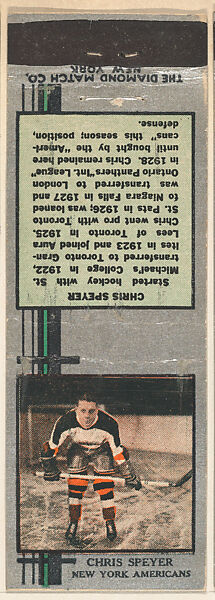 THE DIAMOND MATCH CO.
NEW YORK
CHRIS SPEYER
Started hockey with St.
Michael's College in 1922,
transferred to Toronto Gran-
ites in 1923 and joined Aura
Lees of Toronto in 1925.
Chris went pro with Toronto
St. Pats in 1926; was loaned
to Niagara Falls in 1927 and
was transferred to London
Ontario Panthers "Int. League"
in 1928. Chris remained here
until bought by the "Ameri-
cans" this season; position,
defense.
CHRIS SPEYER
NEW YORK AMERICANS